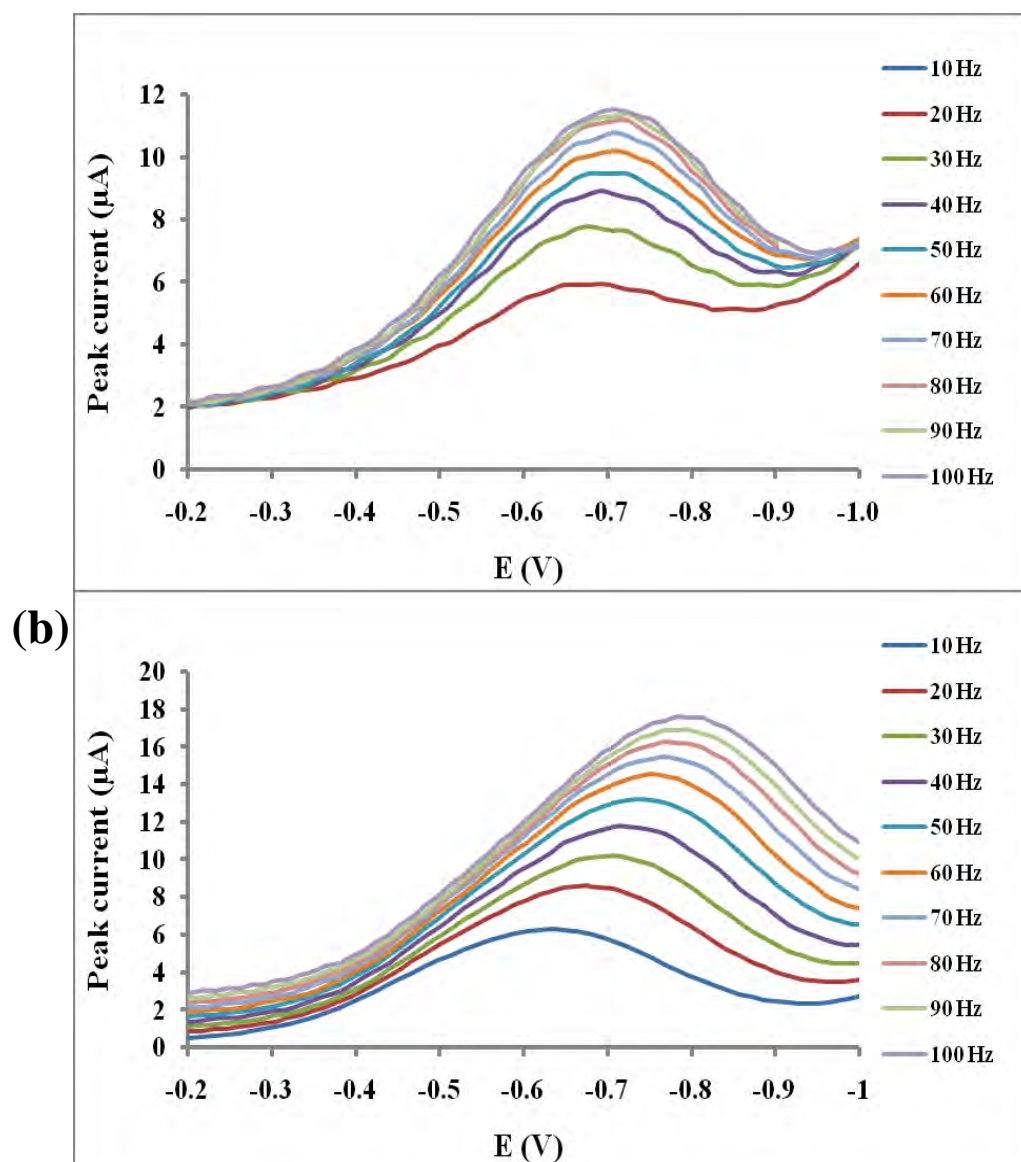 10 Hz
20 Hz
30 Hz
40 Hz
50 Hz
60 Hz
70 Hz
80 Hz
90 Hz
100 Hz
Peak current (µA)
12
10
8
6
4
2
0
-0.2 -0.3 -0.4 -0.5 -0.6 -0.7 -0.8 -0.9 -1.0
E (V)
(b)
10 Hz
20 Hz
30 Hz
40 Hz
50 Hz
60 Hz
70 Hz
80 Hz
90 Hz
100 Hz
Peak current (µA)
20
18
16
14
12
10
8
6
4
2
0
-0.2 -0.3 -0.4 -0.5 -0.6 -0.7 -0.8 -0.9 -1
E (V)